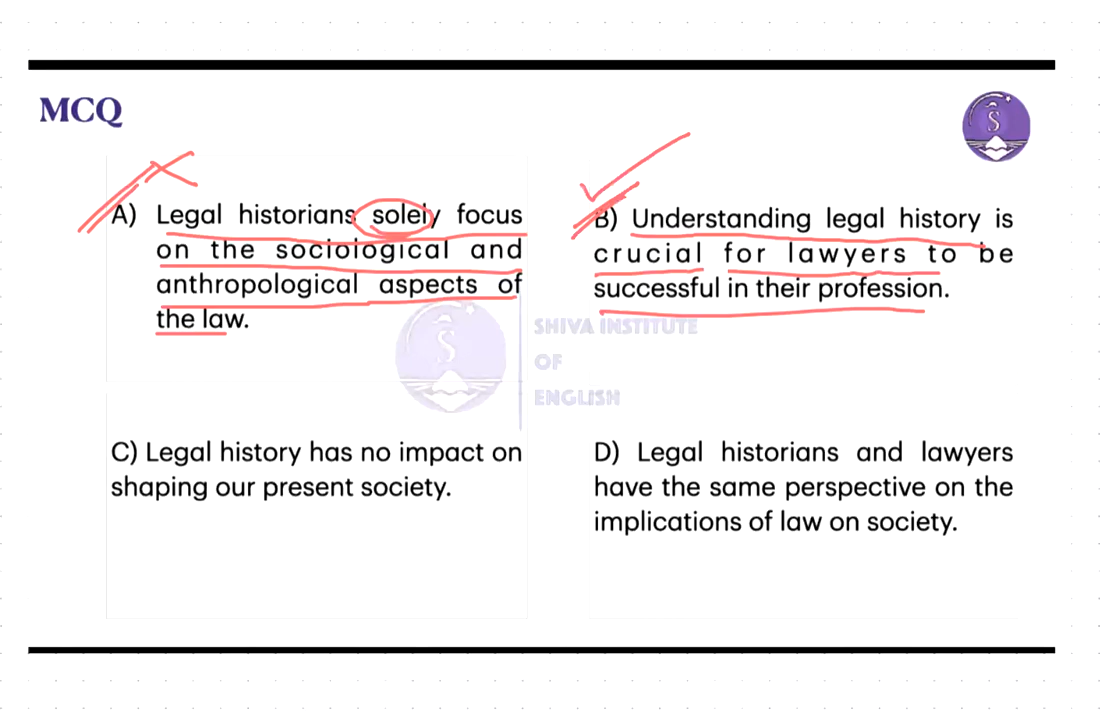 MCQ
Ŝ
A) Legal historians solely focus
on the sociological and
anthropological aspects of
the law.
B) Understanding legal history is
crucial for lawyers to be
successful in their profession.
Ŝ
SHIVA INSTITUTE
OF
ENGLISH
C) Legal history has no impact on
shaping our present society.
D) Legal historians and lawyers
have the same perspective on the
implications of law on society.